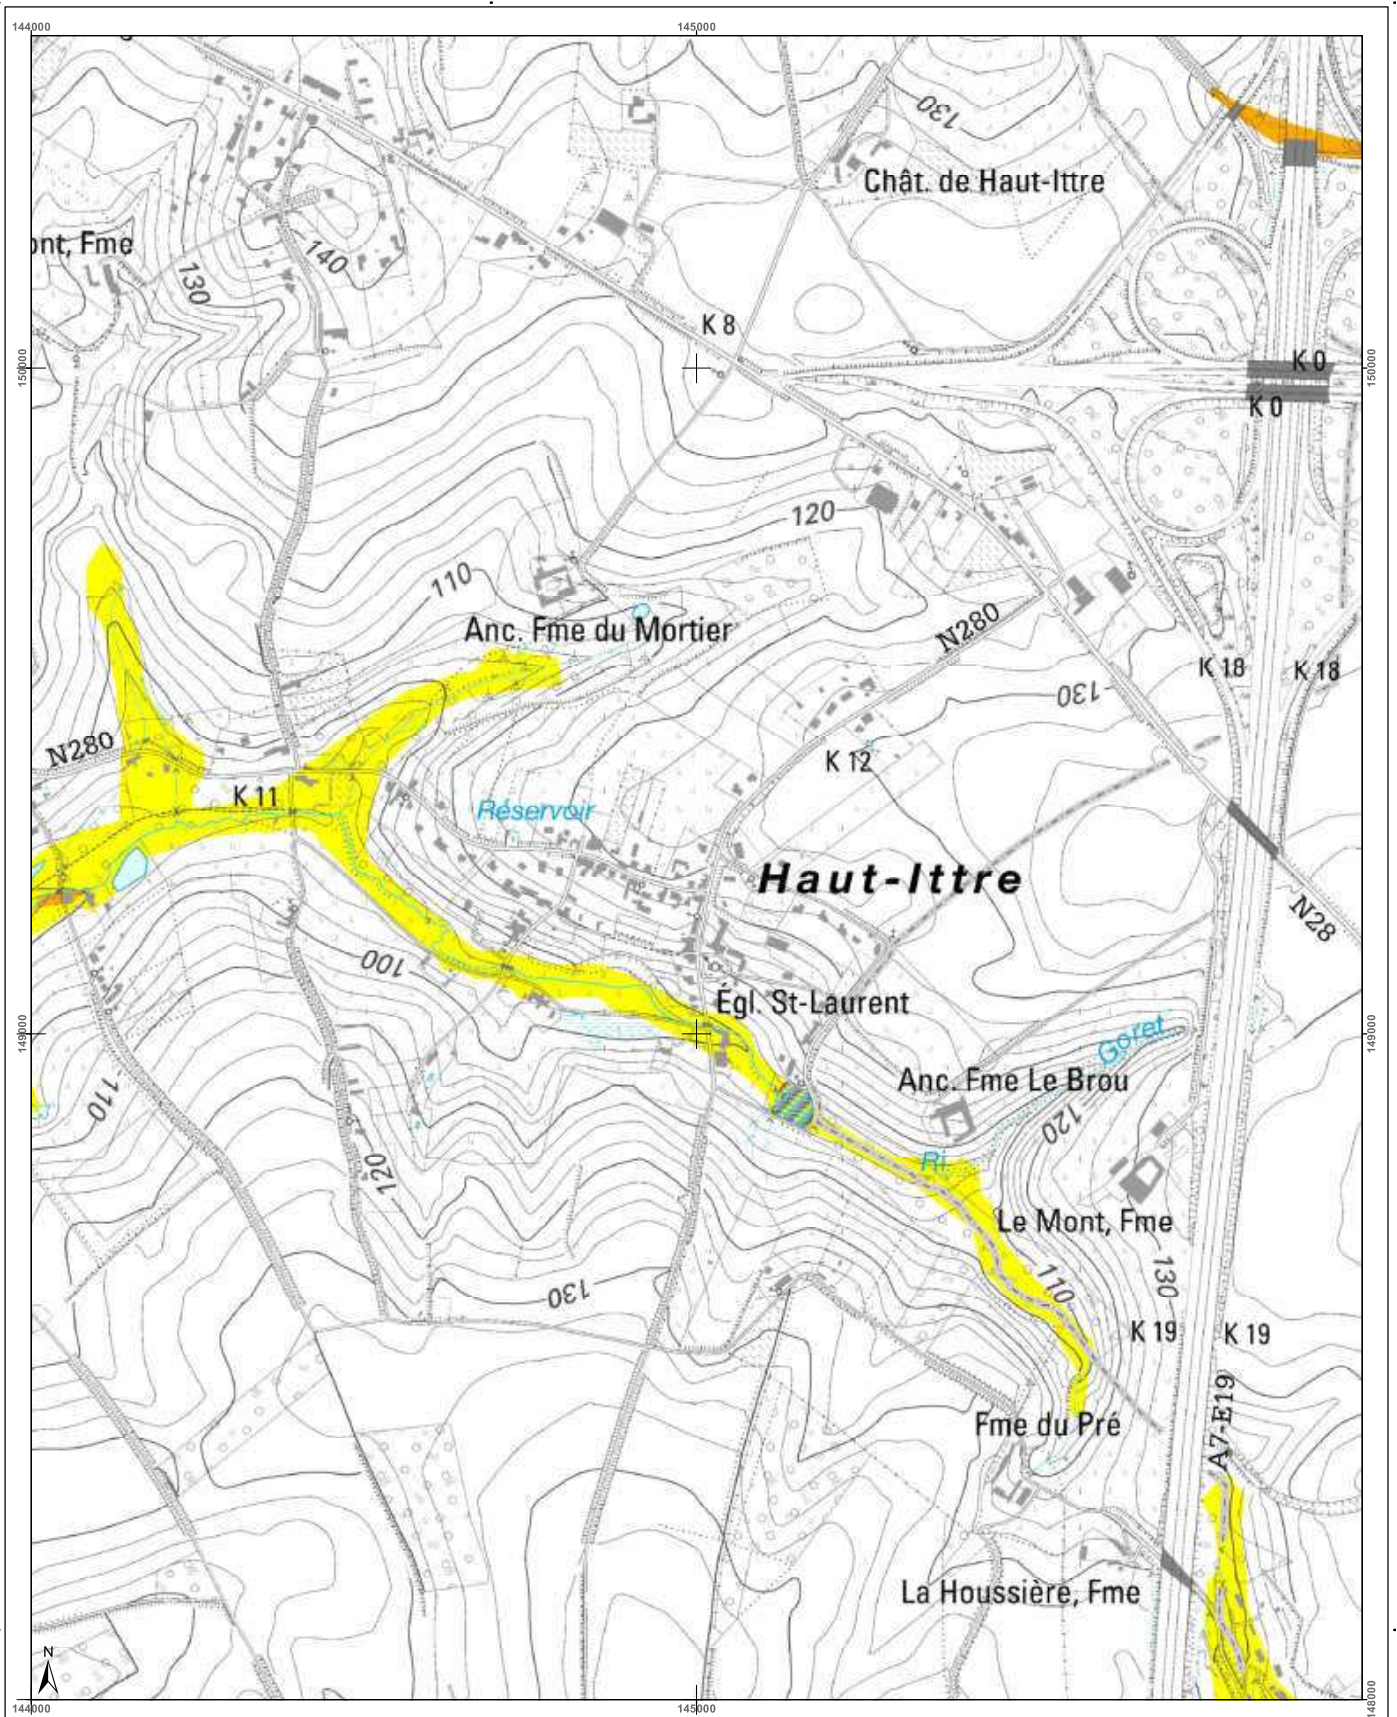 144000
145000
130
Chât. de Haut-Ittre
ont, Fme
130
140
K 8
150000
150000
K 0
K 0
120
110
Anc. Fme du Mortier
N280
K 18
K 18
130
N280
K 12
K 11
Réservoir
Haut-Ittre
N28
100
Égl. St-Laurent
149000
149000
Goret
110
Anc. Fme Le Brou
120
120
Ri.
Le Mont, Fme
130
110
130
K 19
K 19
A7-E19
Fme du Pré
La Houssière, Fme
N
144000
145000
148000